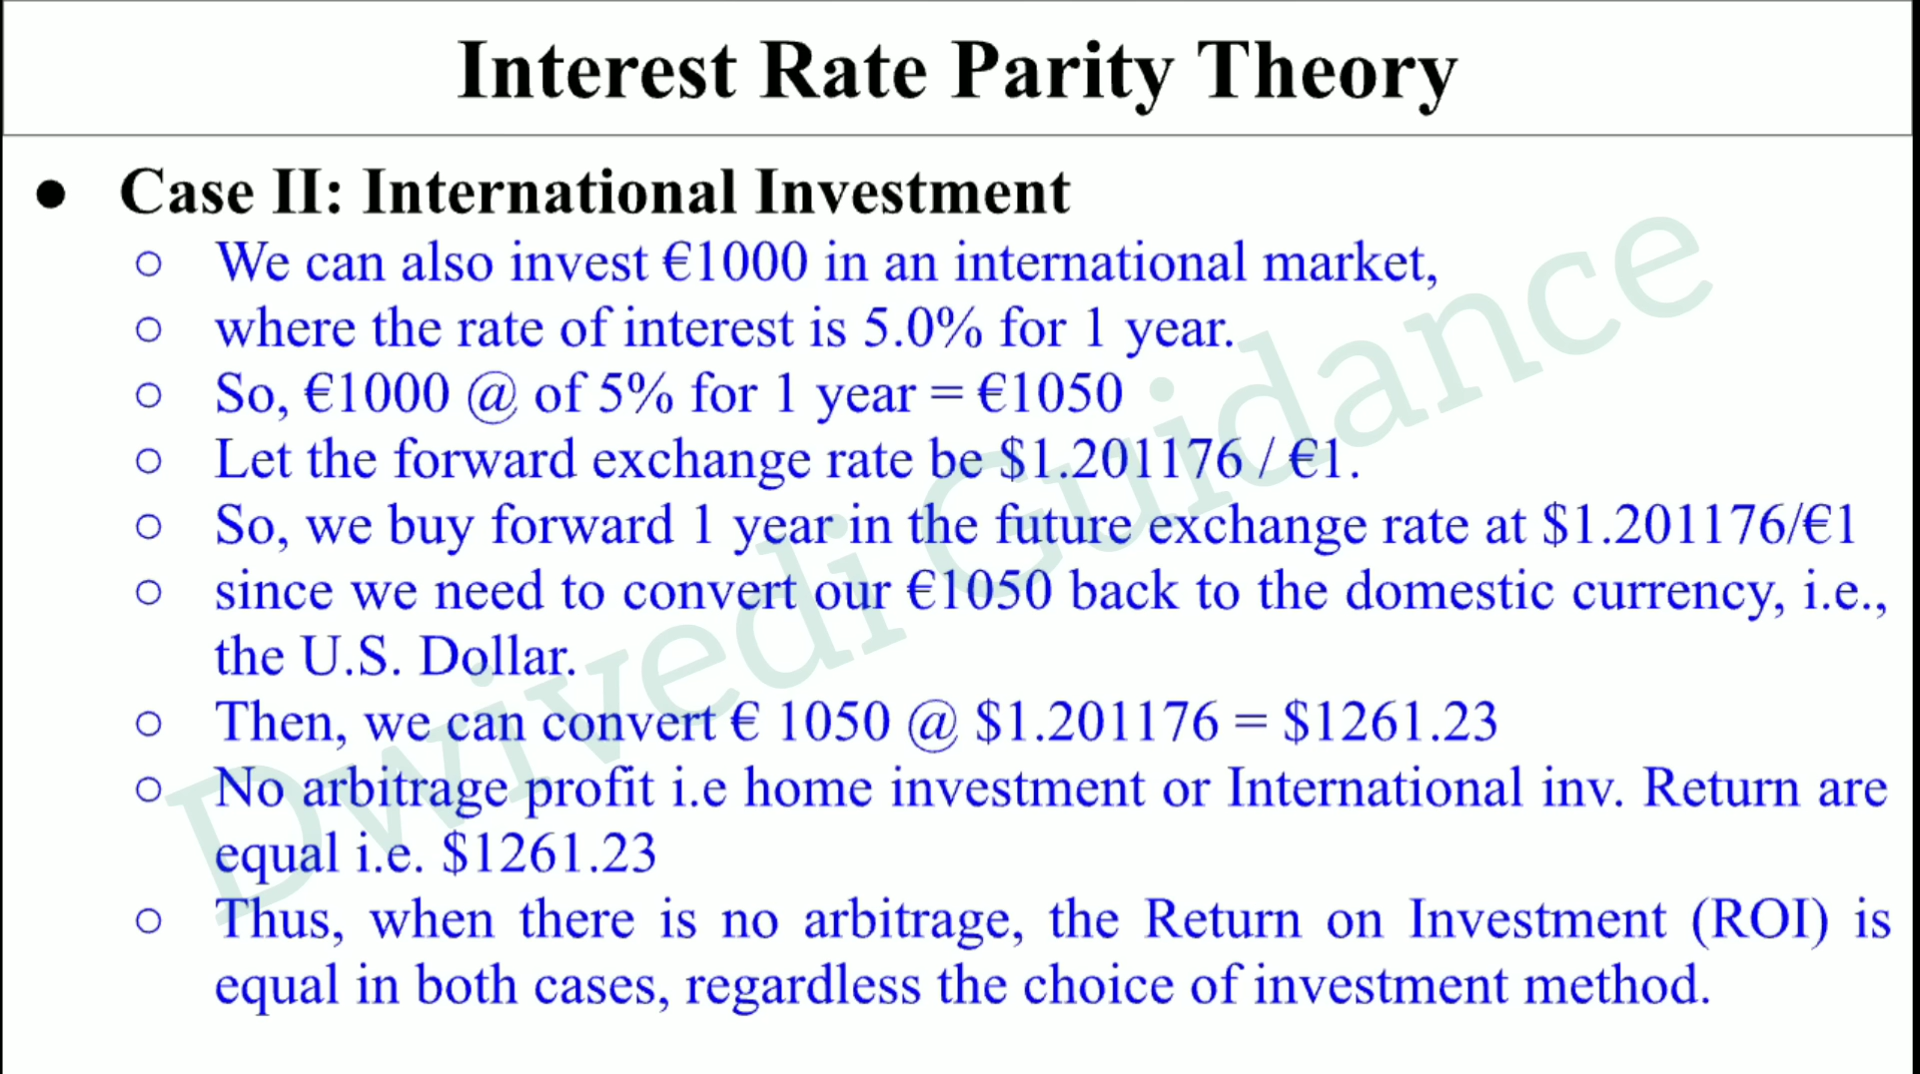 Interest Rate Parity Theory
● Case II: International Investment
○ We can also invest €1000 in an international market,
○ where the rate of interest is 5.0% for 1 year.
○ So, €1000 @ of 5% for 1 year = €1050
○ Let the forward exchange rate be $1.201176 / €1.
○ So, we buy forward 1 year in the future exchange rate at $1.201176/€1
○ since we need to convert our €1050 back to the domestic currency, i.e.,
the U.S. Dollar.
○ Then, we can convert € 1050 @ $1.201176 = $1261.23
○ No arbitrage profit i.e home investment or International inv. Return are
equal i.e. $1261.23
○ Thus, when there is no arbitrage, the Return on Investment (ROI) is
equal in both cases, regardless the choice of investment method.
Dwivedi Guidance